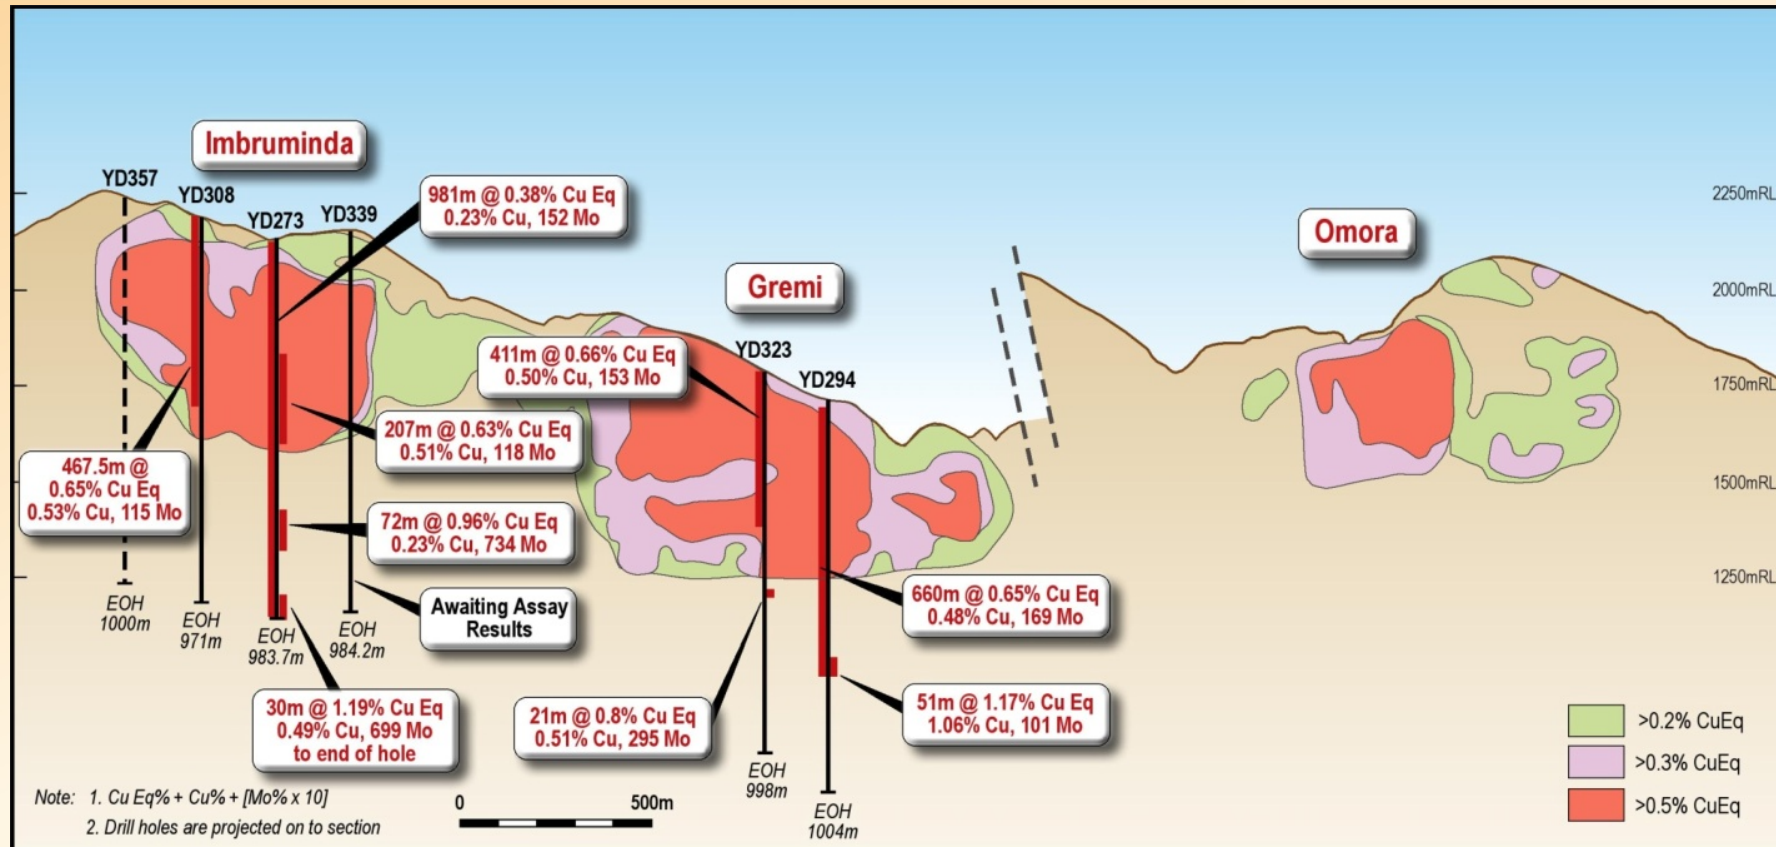 Imbruminda
YD357
YD308
YD273
YD339
981m @ 0.38% Cu Eq
0.23% Cu, 152 Mo
467.5m @
0.65% Cu Eq
0.53% Cu, 115 Mo
207m @ 0.63% Cu Eq
0.51% Cu, 118 Mo
72m @ 0.96% Cu Eq
0.23% Cu, 734 Mo
Awaiting Assay
Results
30m @ 1.19% Cu Eq
0.49% Cu, 699 Mo
to end of hole
EOH
1000m
EOH
971m
EOH
983.7m
EOH
984.2m
Gremi
YD323
YD294
411m @ 0.66% Cu Eq
0.50% Cu, 153 Mo
660m @ 0.65% Cu Eq
0.48% Cu, 169 Mo
21m @ 0.8% Cu Eq
0.51% Cu, 295 Mo
51m @ 1.17% Cu Eq
1.06% Cu, 101 Mo
EOH
998m
EOH
1004m
Omora
2250mRL
2000mRL
1750mRL
1500mRL
1250mRL
>0.2% CuEq
>0.3% CuEq
>0.5% CuEq
Note: 1. Cu Eq% + Cu% + [Mo% x 10]
2. Drill holes are projected on to section
0 500m